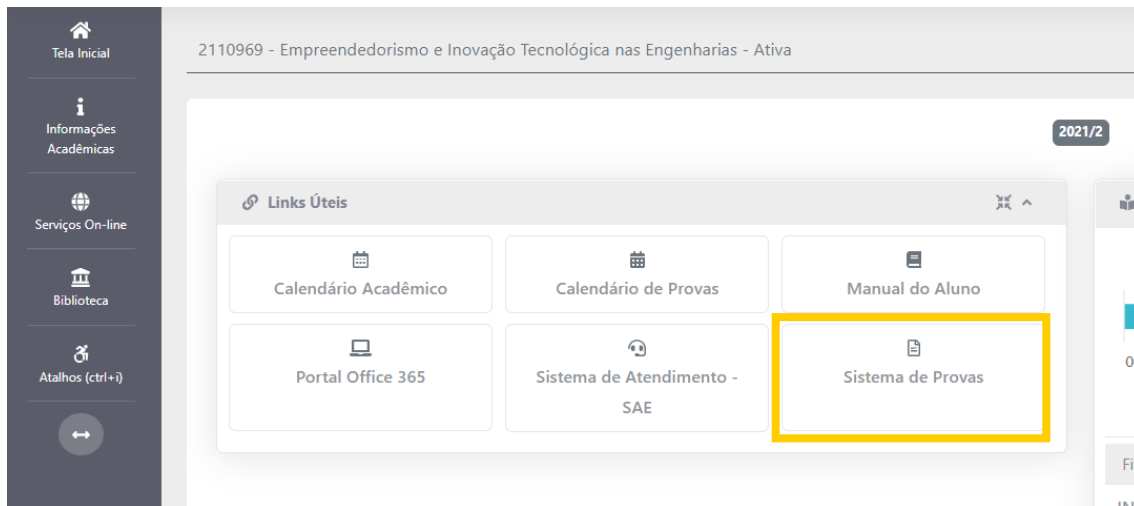 Tela Inicial
Informações
Acadêmicas
Serviços On-line
Biblioteca
Atalhos (ctrl+i)
2110969 - Empreendedorismo e Inovação Tecnológica nas Engenharias - Ativa
2021/2
Links Úteis
Calendário Acadêmico
Calendário de Provas
Manual do Aluno
Portal Office 365
Sistema de Atendimento -
SAE
Sistema de Provas
0
Fi